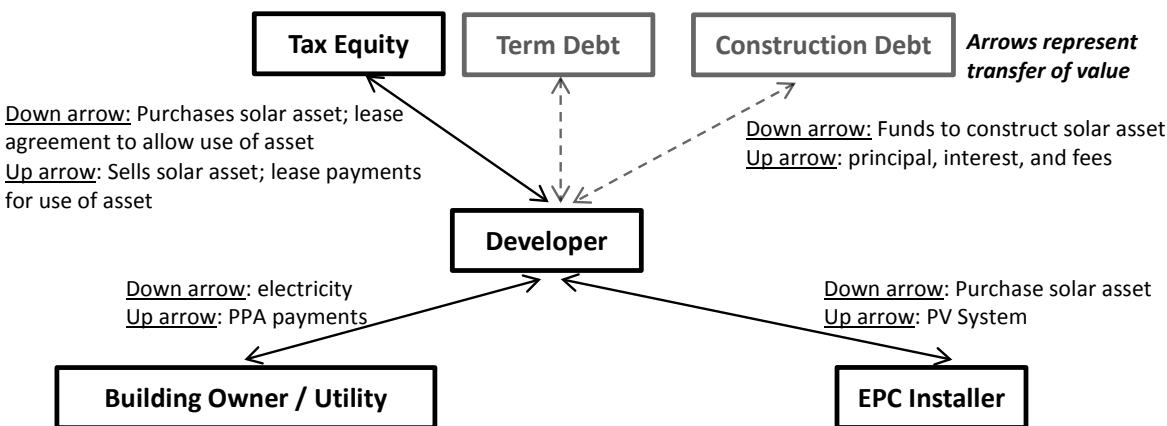 Tax Equity
Term Debt
Construction Debt
Arrows represent
transfer of value
Down arrow: Purchases solar asset; lease
agreement to allow use of asset
Up arrow: Sells solar asset; lease payments
for use of asset
Down arrow: Funds to construct solar asset
Up arrow: principal, interest, and fees
Developer
Down arrow: electricity
Up arrow: PPA payments
Down arrow: Purchase solar asset
Up arrow: PV System
Building Owner / Utility
EPC Installer